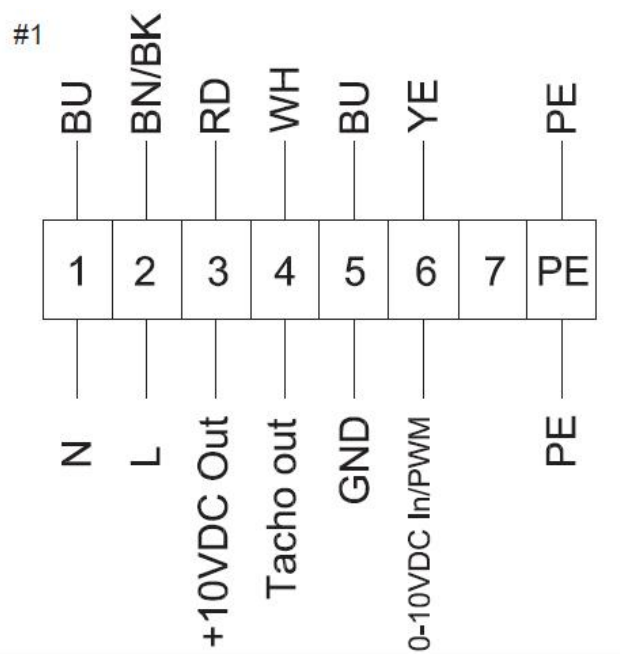 #1
BU
BN/BK
RD
WH
BU
YE
PE
1 2 3 4 5 6 7 PE
N
L
+10VDC Out
Tacho out
GND
0-10VDC In/PWM
PE